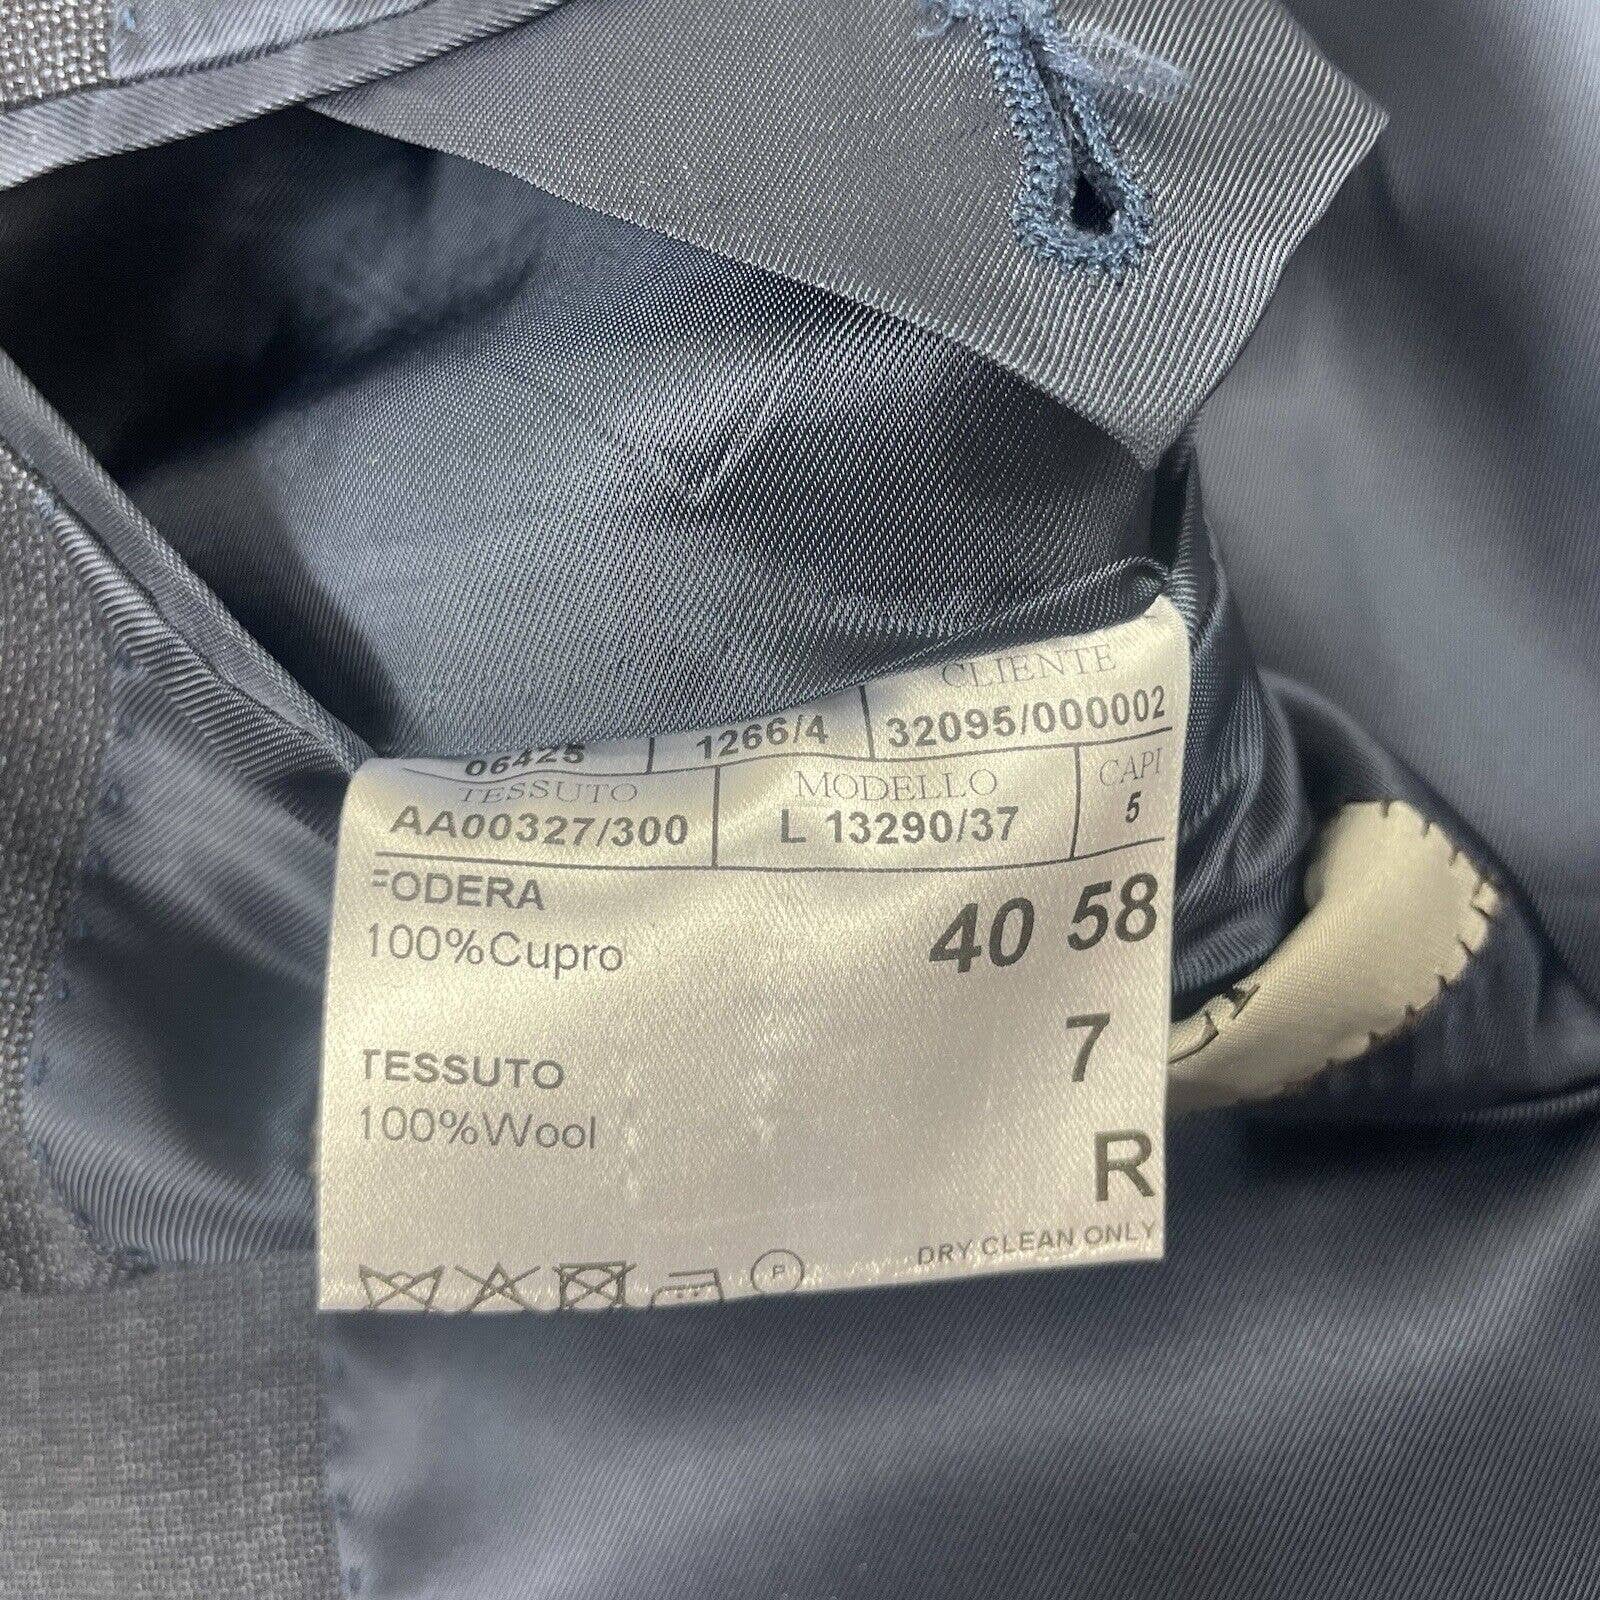 CLIENTE
06425 1266/4 32095/000002
TESSUTO MODELLO CAPI
AA00327/300 L 13290/37 5
FODERA 40 58
100%Cupro
7
TESSUTO
100%Wool
R
DRY CLEAN ONLY
P